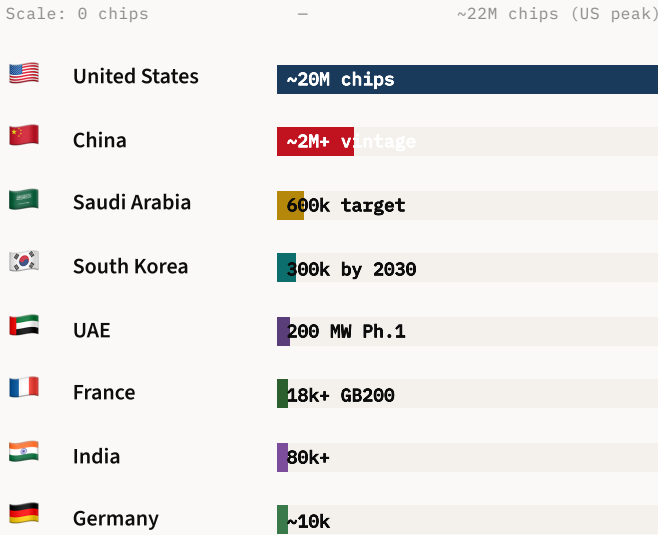 Scale: 0 chips — ~22M chips (US peak)
United States ~20M chips
China ~2M+ vintage
Saudi Arabia 600k target
South Korea 300k by 2030
UAE 200 MW Ph.1
France 18k+ GB200
India 80k+
Germany ~10k